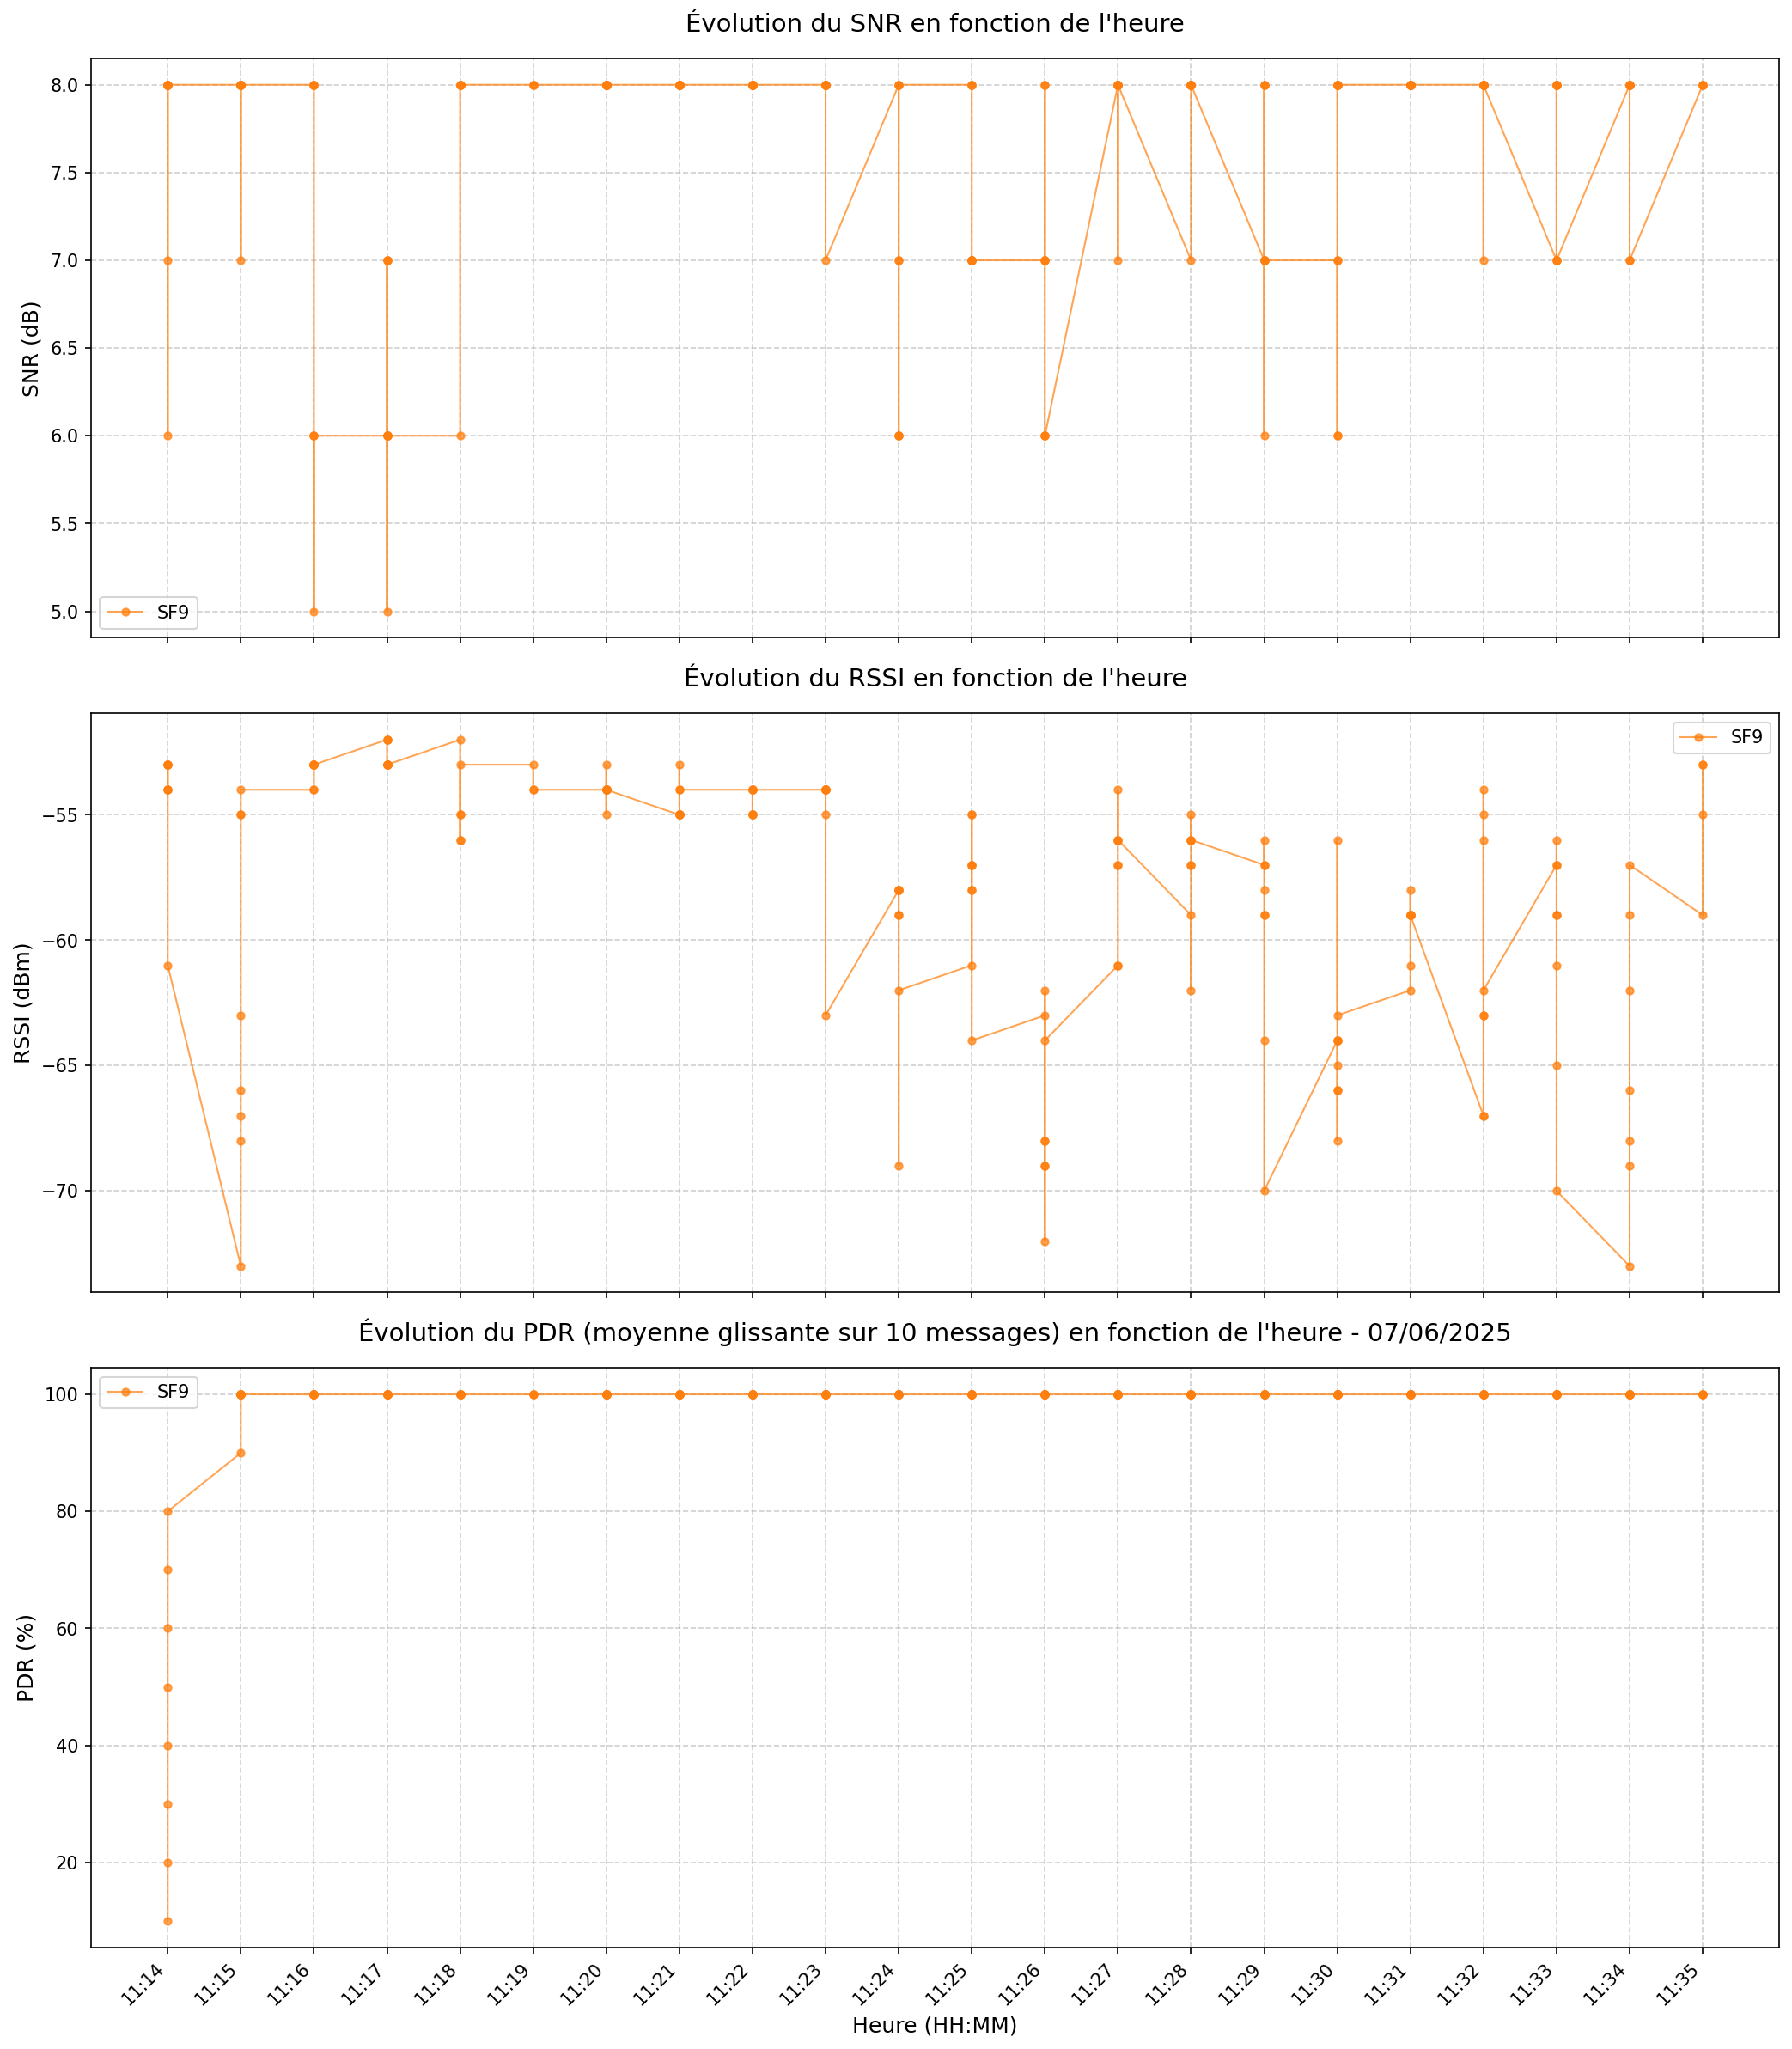 Évolution du SNR en fonction de l'heure
8.0
7.5
7.0
6.5
6.0
5.5
5.0
SNR (dB)
SF9
Évolution du RSSI en fonction de l'heure
SF9
−55
−60
−65
−70
RSSI (dBm)
Évolution du PDR (moyenne glissante sur 10 messages) en fonction de l'heure - 07/06/2025
SF9
100
80
60
40
20
PDR (%)
11:14 11:15 11:16 11:17 11:18 11:19 11:20 11:21 11:22 11:23 11:24 11:25 11:26 11:27 11:28 11:29 11:30 11:31 11:32 11:33 11:34 11:35
Heure (HH:MM)